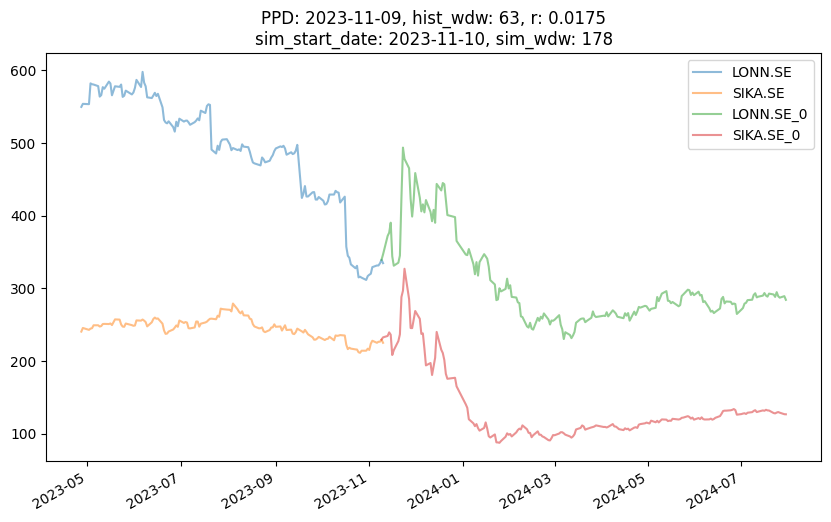 PPD: 2023-11-09, hist_wdw: 63, r: 0.0175
sim_start_date: 2023-11-10, sim_wdw: 178
LONN.SE
SIKA.SE
LONN.SE_0
SIKA.SE_0
600
500
400
300
200
100
2023-05
2023-07
2023-09
2023-11
2024-01
2024-03
2024-05
2024-07